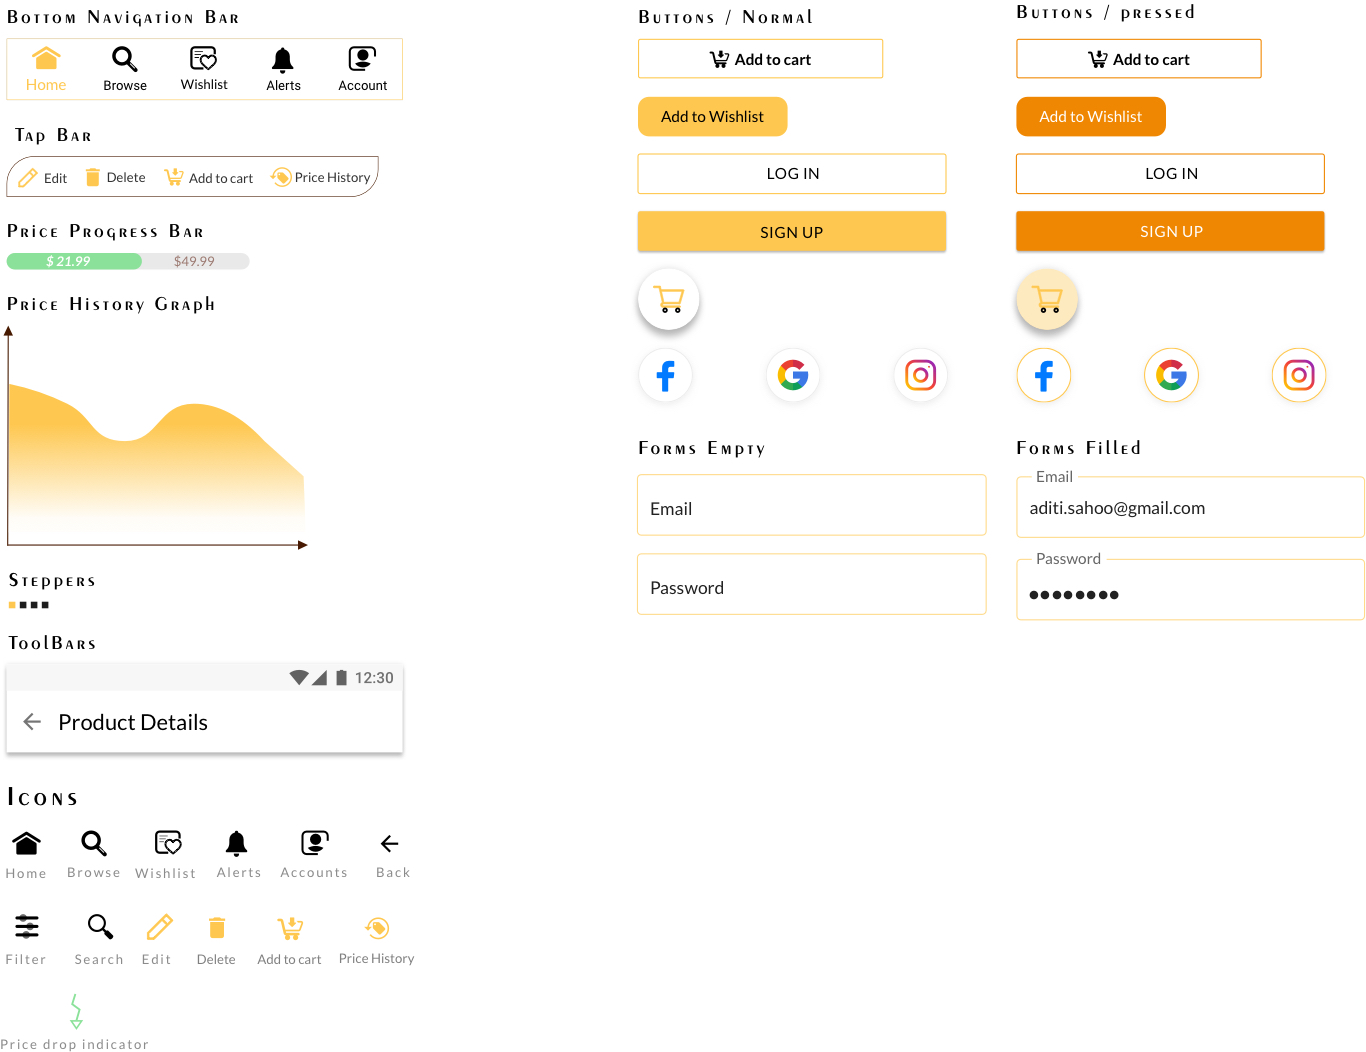 Bottom Navigation Bar
Home
Browse
Wishlist
Alerts
Account
Tap Bar
Edit
Delete
Add to cart
Price History
Price Progress Bar
$ 21.99
$49.99
Price History Graph
Steppers
ToolBars
12:30
Product Details
Icons
Home
Browse
Wishlist
Alerts
Accounts
Back
Filter
Search
Edit
Delete
Add to cart
Price History
Price drop indicator
Buttons / Normal
Add to cart
Add to Wishlist
LOG IN
SIGN UP
Forms Empty
Email
Password
Buttons / pressed
Add to cart
Add to Wishlist
LOG IN
SIGN UP
Forms Filled
Email
aditi.sahoo@gmail.com
Password